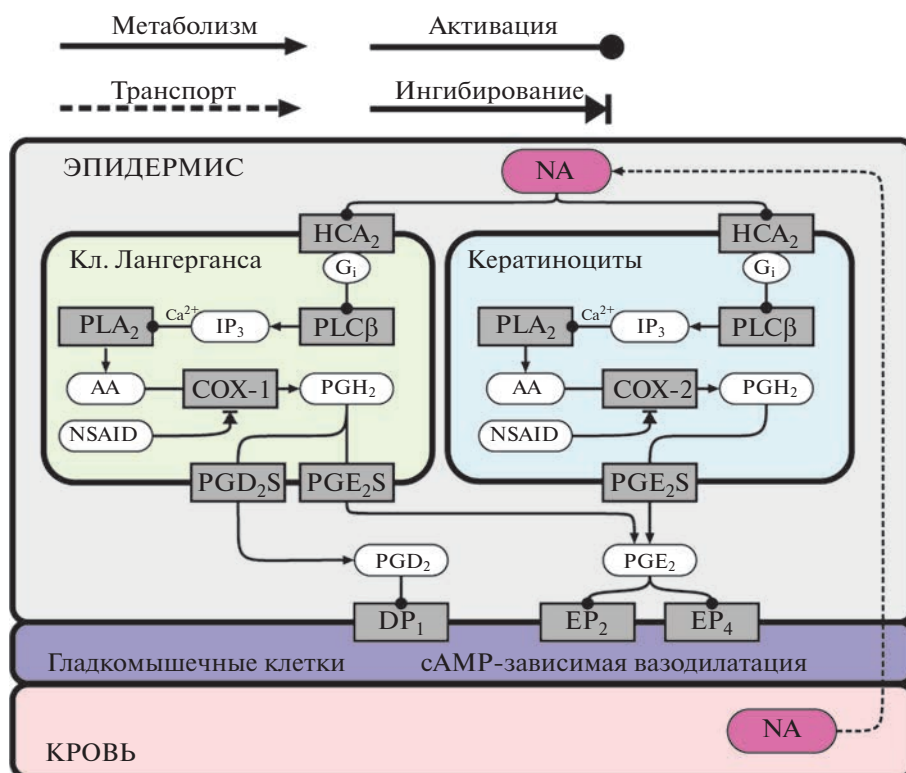 Метаболизм Активация
Транспорт Ингибирование
ЭПИДЕРМИС
NA
HCA₂ HCA₂
Кл. Лангерганса Кератиноциты
Gᵢ Gᵢ
PLA₂ Ca²⁺ IP₃ PLCβ PLA₂ Ca²⁺ IP₃ PLCβ
AA COX-1 PGH₂ AA COX-2 PGH₂
NSAID NSAID
PGD₂S PGE₂S PGE₂S
PGD₂ PGE₂
DP₁ EP₂ EP₄
Гладкомышечные клетки cAMP-зависимая вазодилатация
NA
КРОВЬ